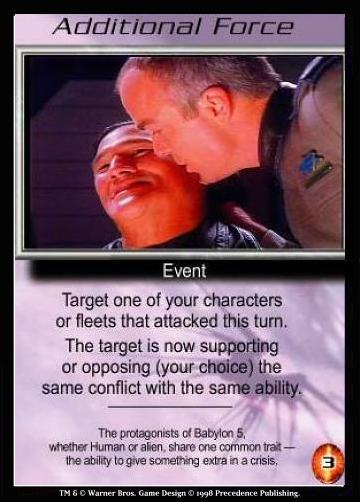 Additional Force
Event
Target one of your characters
or fleets that attacked this turn.
The target is now supporting
or opposing (your choice) the
same conflict with the same ability.
The protagonists of Babylon 5,
whether Human or alien, share one common trait —
the ability to give something extra in a crisis.
3
TM & © Warner Bros. Game Design © 1998 Precedence Publishing.